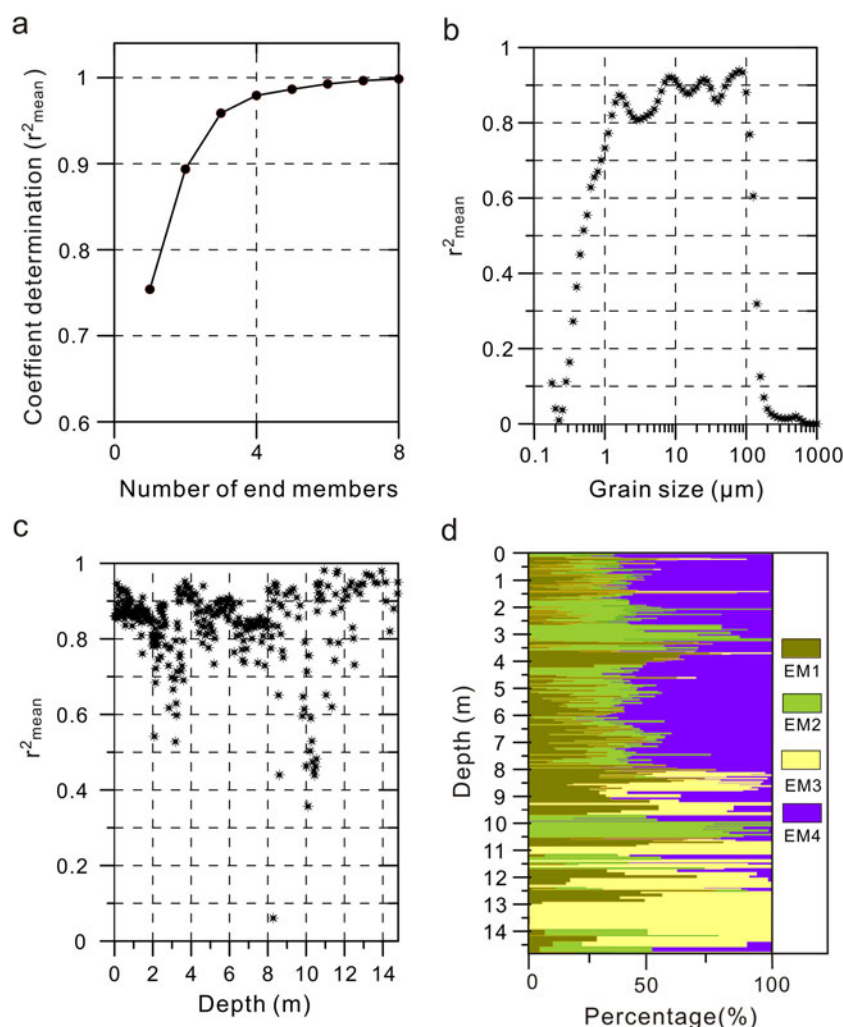 a
Coeffient determination (r²mean)
1
0.9
0.8
0.7
0.6
0
4
8
Number of end members
b
r²mean
1
0.8
0.6
0.4
0.2
0
0.1
1
10
100
1000
Grain size (µm)
c
r²mean
1
0.8
0.6
0.4
0.2
0
0 2 4 6 8 10 12 14
Depth (m)
d
Depth (m)
0
1
2
3
4
5
6
7
8
9
10
11
12
13
14
0 50 100
Percentage(%)
EM1
EM2
EM3
EM4